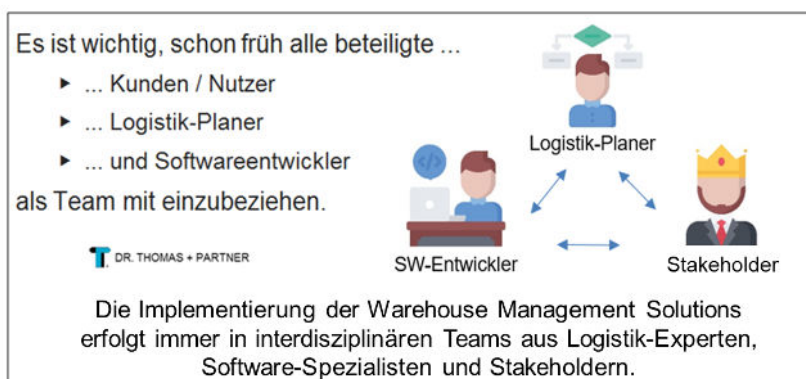 Es ist wichtig, schon früh alle beteiligte ...
► ... Kunden / Nutzer
► ... Logistik-Planer
► ... und Softwareentwickler
als Team mit einzubeziehen.
DR. THOMAS + PARTNER
Logistik-Planer
</>
SW-Entwickler
Stakeholder
Die Implementierung der Warehouse Management Solutions
erfolgt immer in interdisziplinären Teams aus Logistik-Experten,
Software-Spezialisten und Stakeholdern.